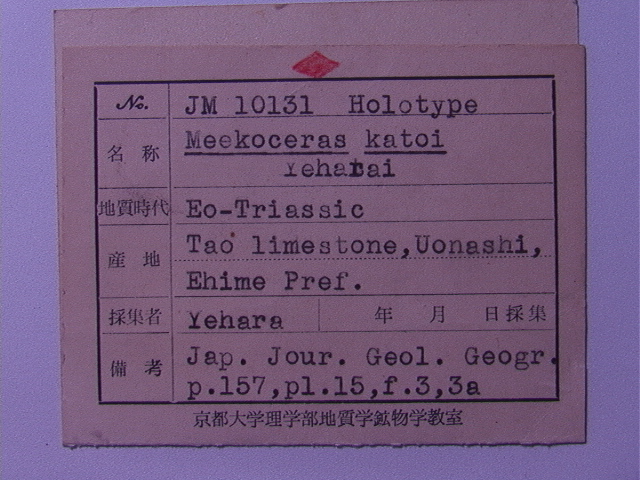 No. JM 10131 Holotype
名称 Meekoceras katoi
Yeharai
地質時代 Eo-Triassic
産地 Tao limestone,Uonashi,
Ehime Pref.
採集者 Yehara 年 月 日採集
備考 Jap. Jour. Geol. Geogr.
p.157,pl.15,f.3,3a
京都大学理学部地質学鉱物学教室